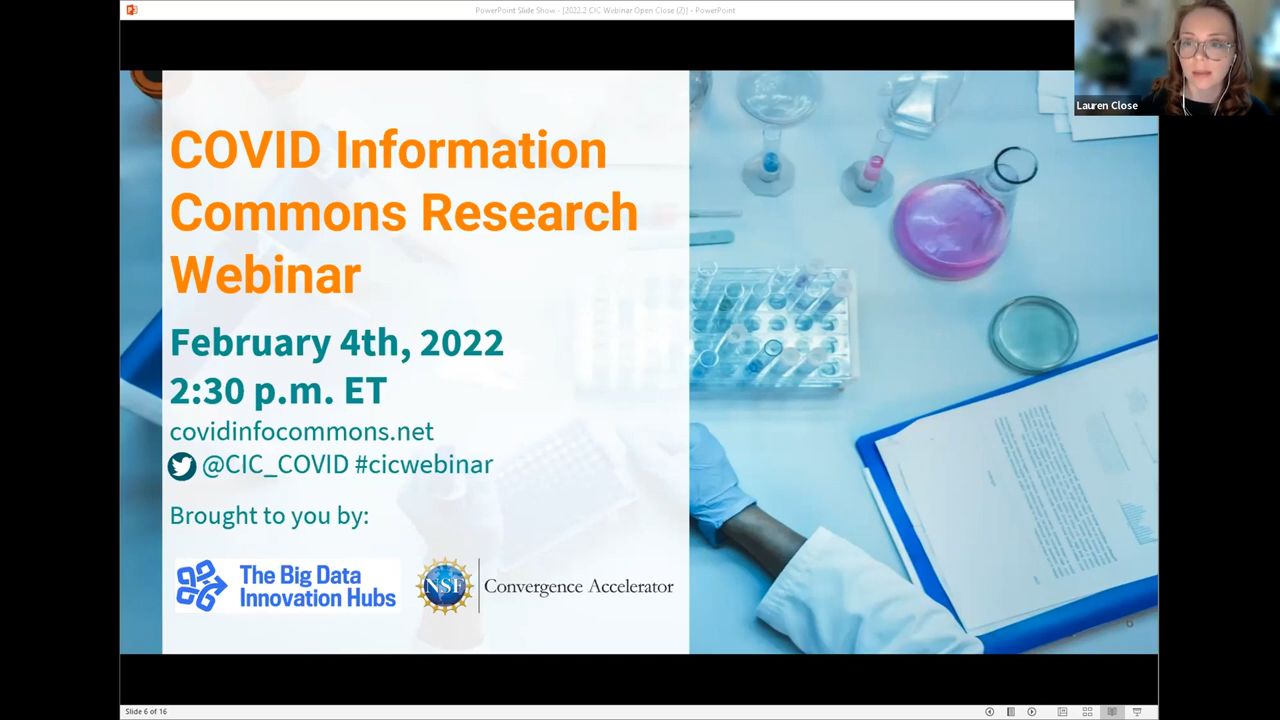 PowerPoint Slide Show - [2022.2 CIC Webinar Open Close (2)] - PowerPoint
Lauren Close
COVID Information
Commons Research
Webinar
February 4th, 2022
2:30 p.m. ET
covidinfocommons.net
@CIC_COVID #cicwebinar
Brought to you by:
The Big Data
Innovation Hubs
NSF
Convergence Accelerator
6
Slide 6 of 16